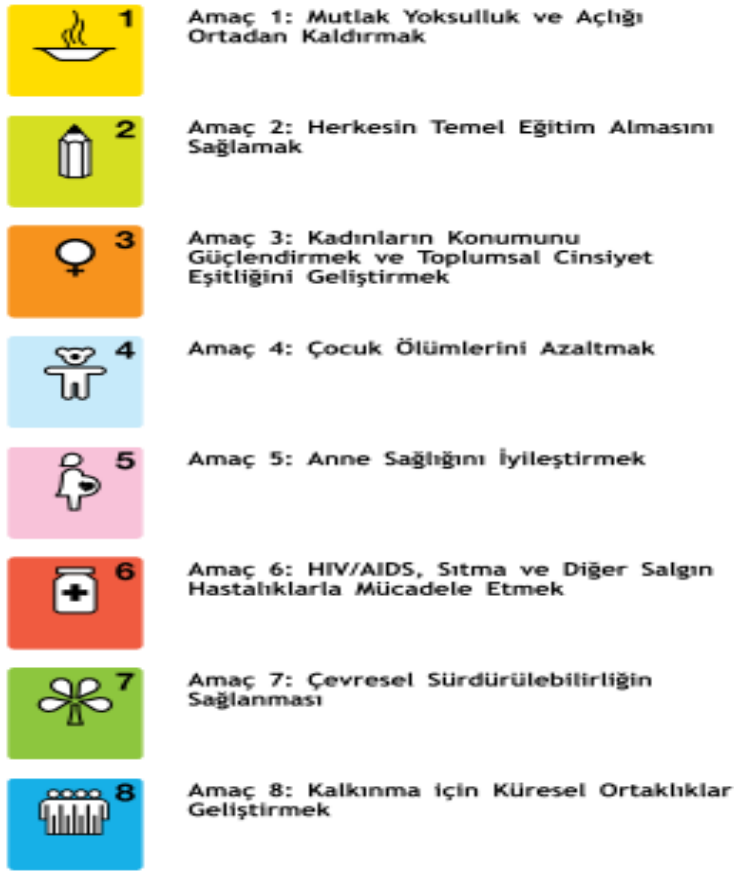 1
Amaç 1: Mutlak Yoksulluk ve Açlığı
Ortadan Kaldırmak
2
Amaç 2: Herkesin Temel Eğitim Almasını
Sağlamak
3
Amaç 3: Kadınların Konumunu
Güçlendirmek ve Toplumsal Cinsiyet
Eşitliğini Geliştirmek
4
Amaç 4: Çocuk Ölümlerini Azaltmak
5
Amaç 5: Anne Sağlığını İyileştirmek
6
Amaç 6: HIV/AIDS, Sıtma ve Diğer Salgın
Hastalıklarla Mücadele Etmek
7
Amaç 7: Çevresel Sürdürülebilirliğin
Sağlanması
8
Amaç 8: Kalkınma için Küresel Ortaklıklar
Geliştirmek